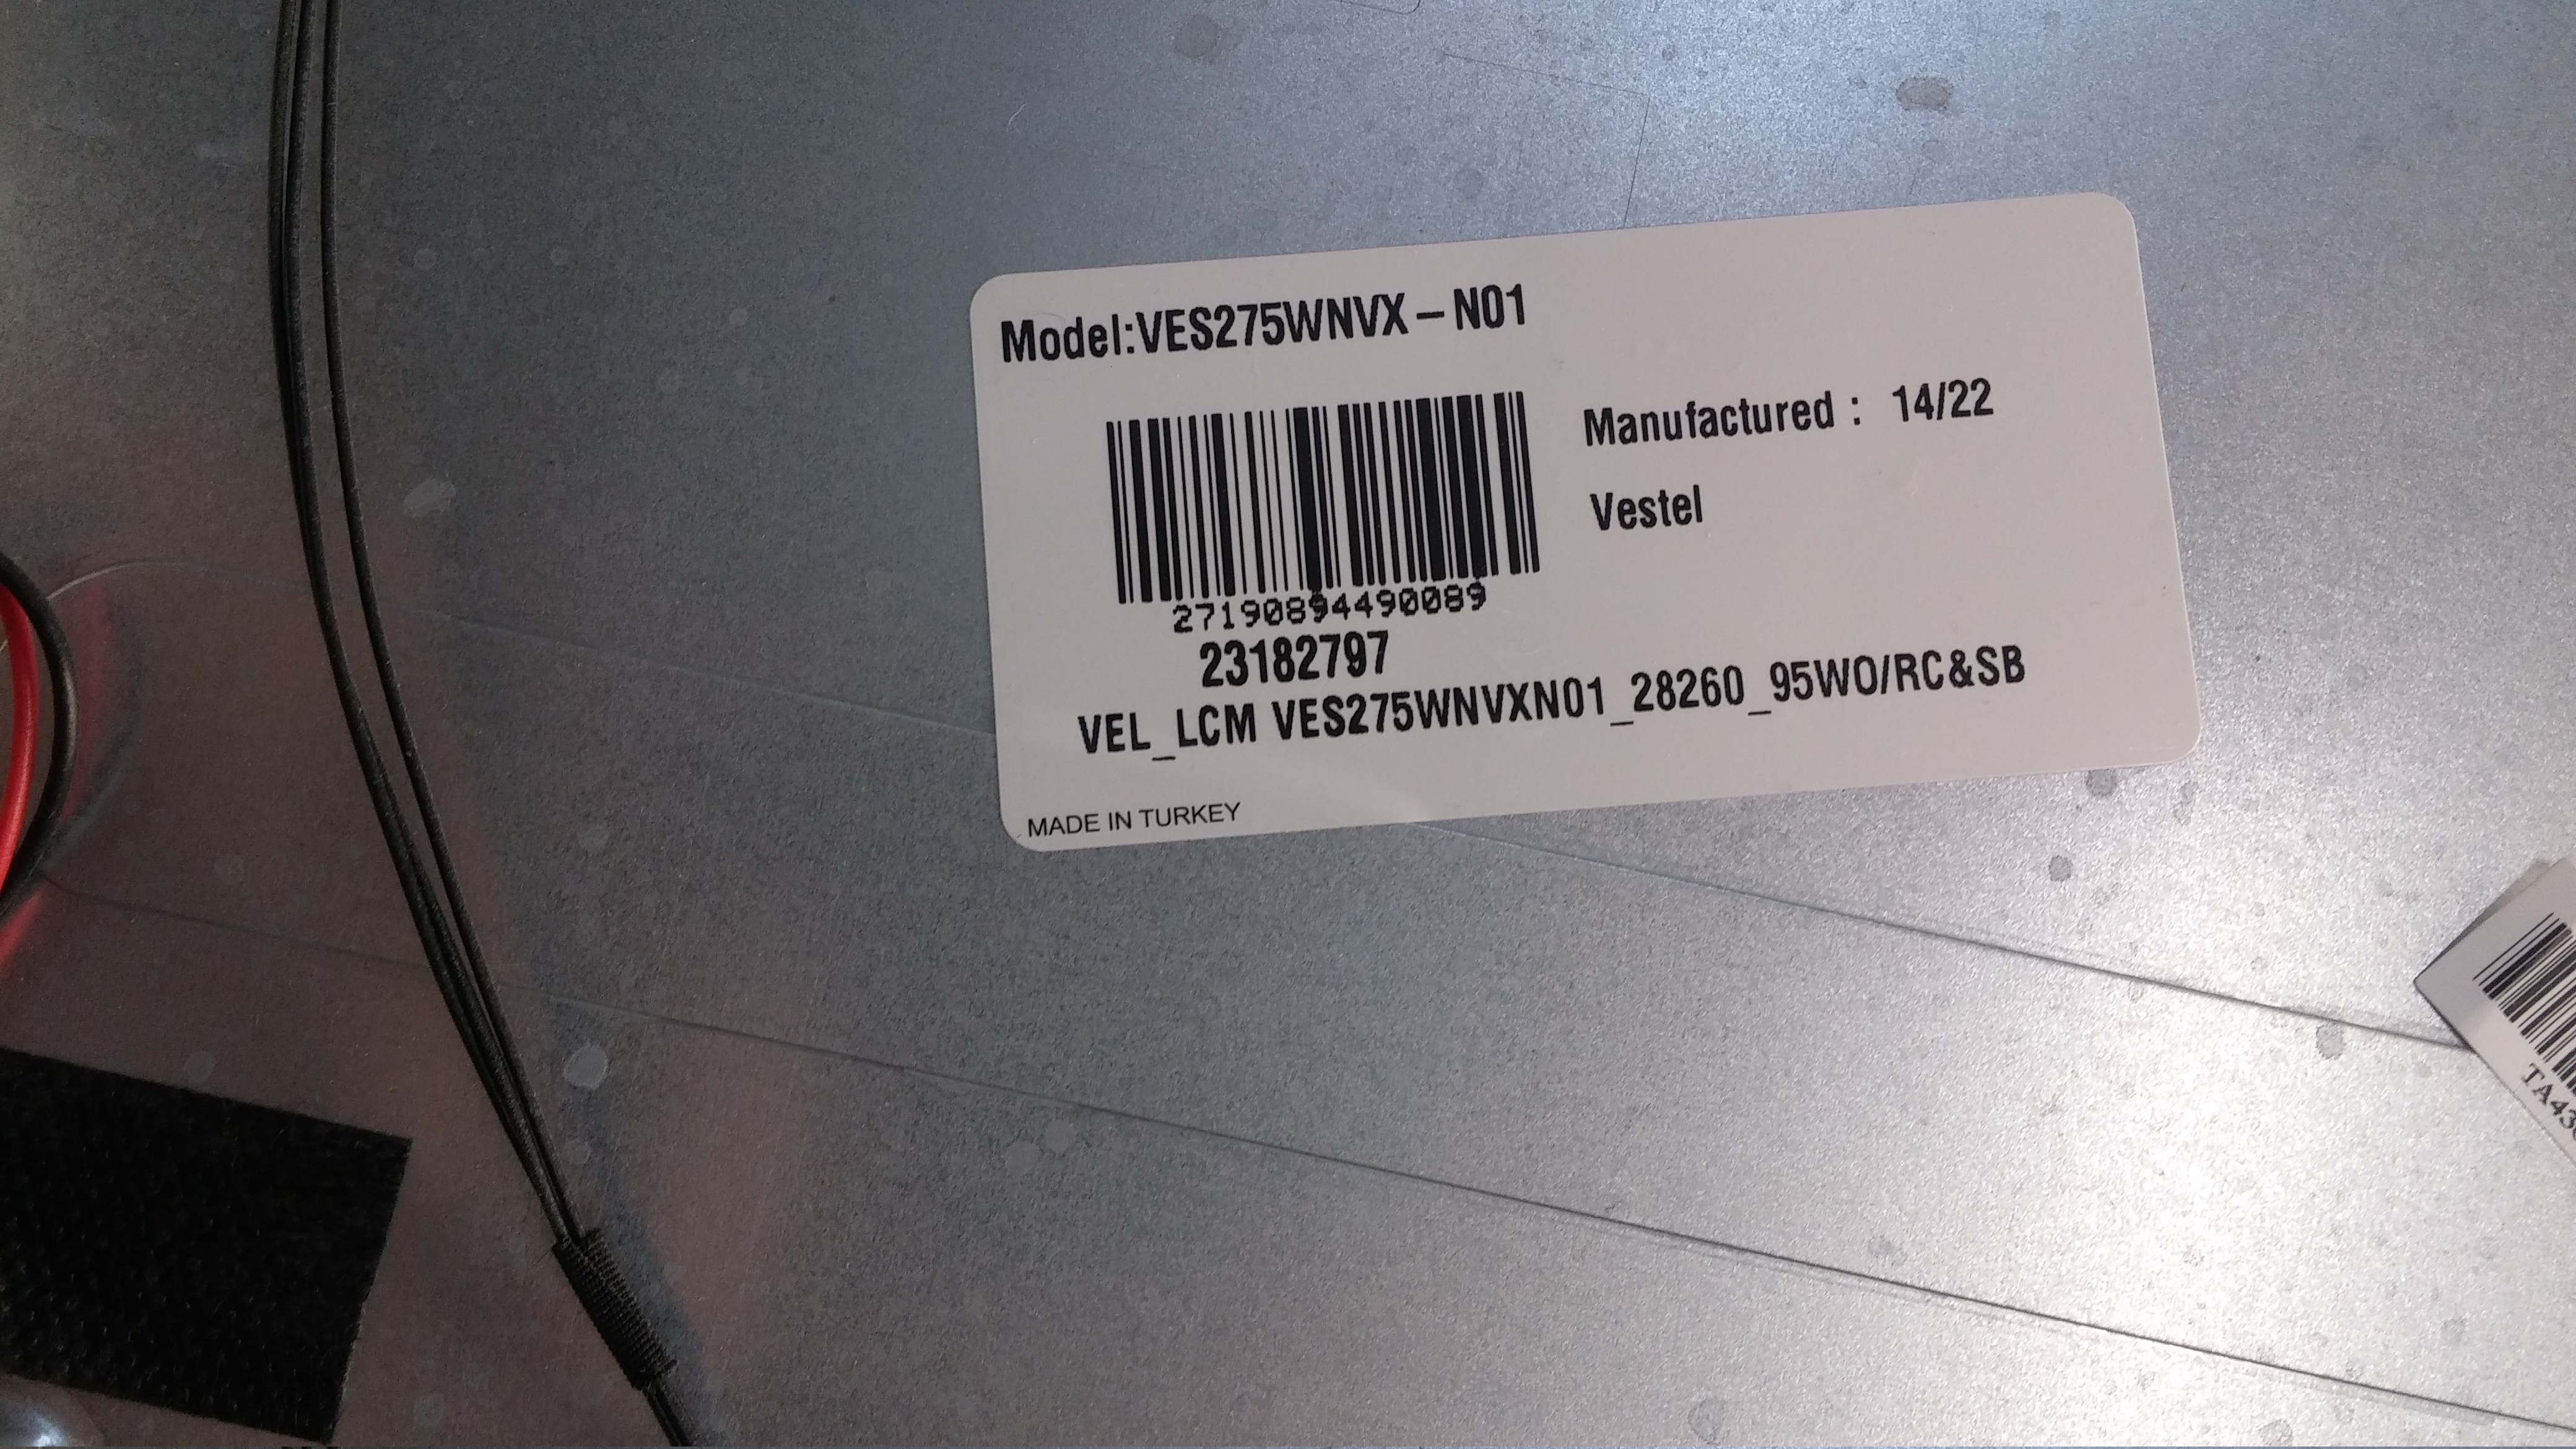 Model:VES275WNVX-N01
Manufactured : 14/22
Vestel
27190894490089
23182797
VEL_LCM VES275WNVXN01_28260_95WO/RC&SB
MADE IN TURKEY